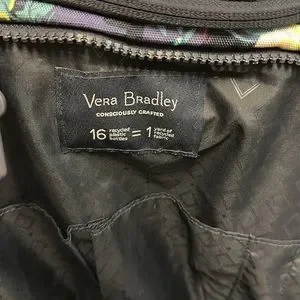 Vera Bradley
CONSCIOUSLY CRAFTED
16 recycled plastic bottles = 1 yard of recycled fabric